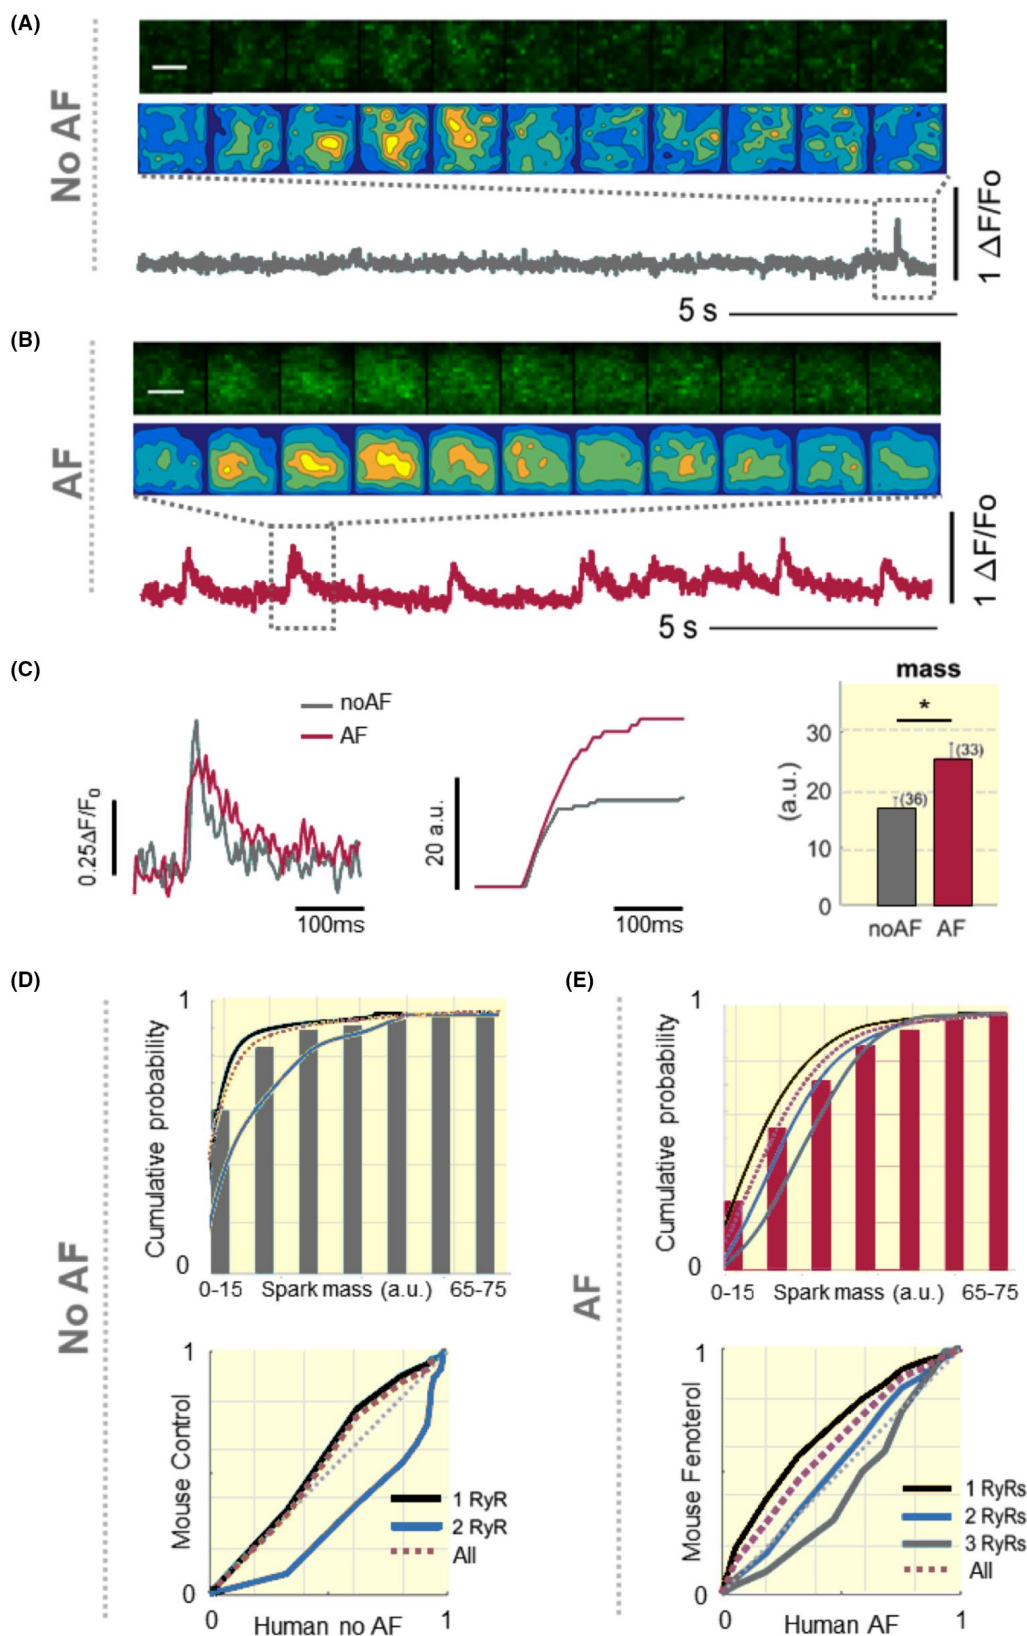 (A)
No AF
1 ΔF/Fo
5 s
(B)
AF
1 ΔF/Fo
5 s
(C)
noAF
AF
0.25ΔF/F0
100ms
20 a.u.
100ms
mass
*
30
20
10
0
(a.u.)
(36)
(33)
noAF AF
(D)
No AF
1
Cumulative probability
0
0-15 Spark mass (a.u.) 65-75
1
Mouse Control
0
1 RyR
2 RyR
All
0 1
Human no AF
(E)
AF
1
Cumulative probability
0
0-15 Spark mass (a.u.) 65-75
1
Mouse Fenoterol
0
1 RyRs
2 RyRs
3 RyRs
All
0 1
Human AF